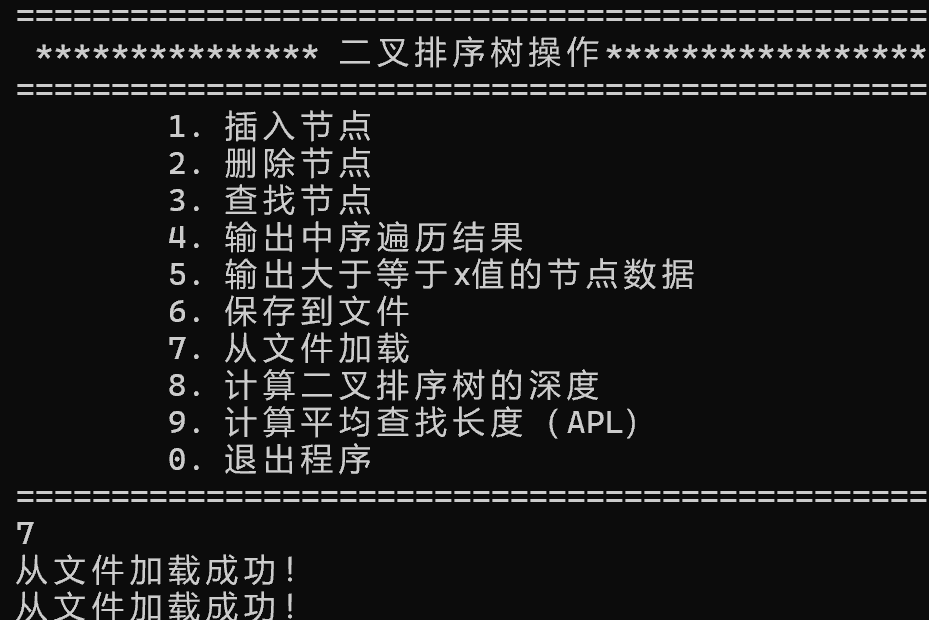 ================================================
*************** 二叉排序树操作*****************
================================================
1. 插入节点
2. 删除节点
3. 查找节点
4. 输出中序遍历结果
5. 输出大于等于x值的节点数据
6. 保存到文件
7. 从文件加载
8. 计算二叉排序树的深度
9. 计算平均查找长度（APL）
0. 退出程序
================================================
7
从文件加载成功！
从文件加载成功！